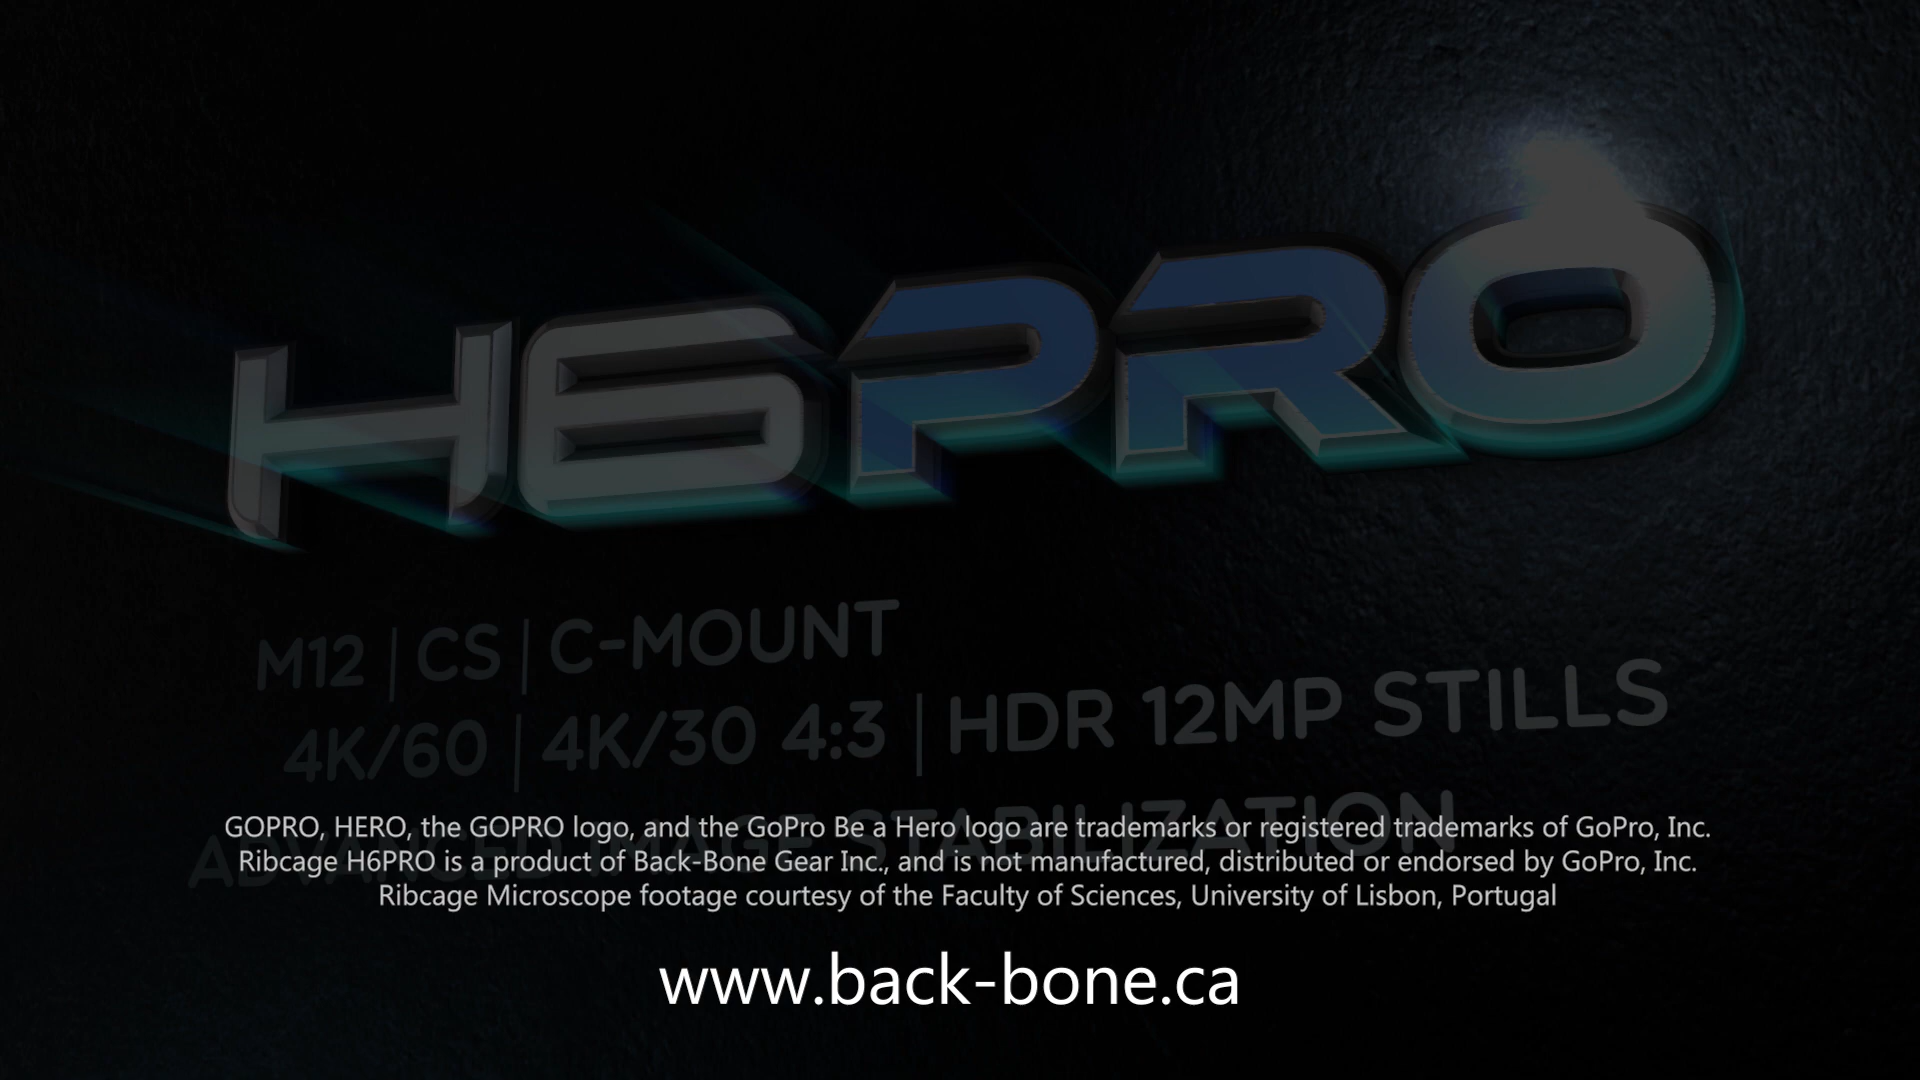 H6PRO
M12 | CS | C-MOUNT
4K/60 | 4K/30 4:3 | HDR 12MP STILLS
ADVANCED IMAGE STABILIZATION
GOPRO, HERO, the GOPRO logo, and the GoPro Be a Hero logo are trademarks or registered trademarks of GoPro, Inc.
Ribcage H6PRO is a product of Back-Bone Gear Inc., and is not manufactured, distributed or endorsed by GoPro, Inc.
Ribcage Microscope footage courtesy of the Faculty of Sciences, University of Lisbon, Portugal
www.back-bone.ca